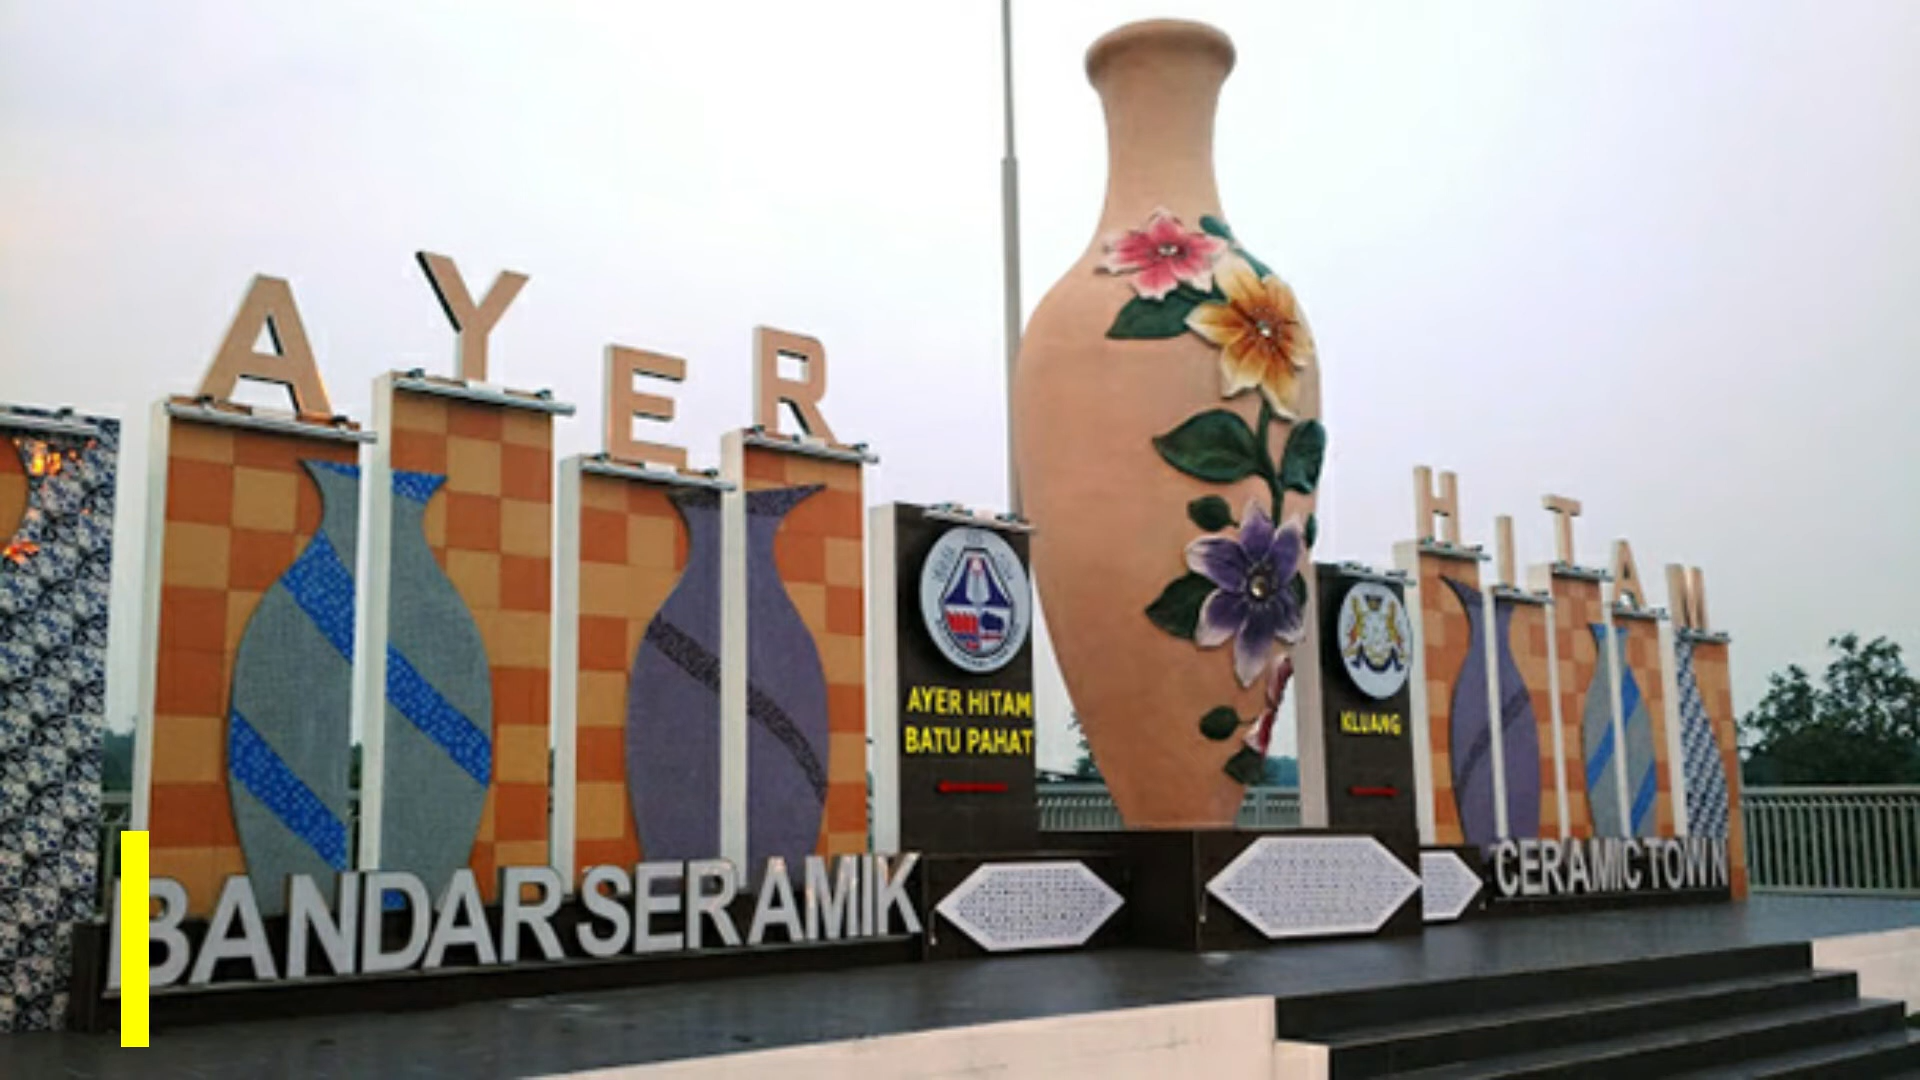 AYER HITAM
AYER HITAM
BATU PAHAT
KLUANG
BANDAR SERAMIK
CERAMIC TOWN